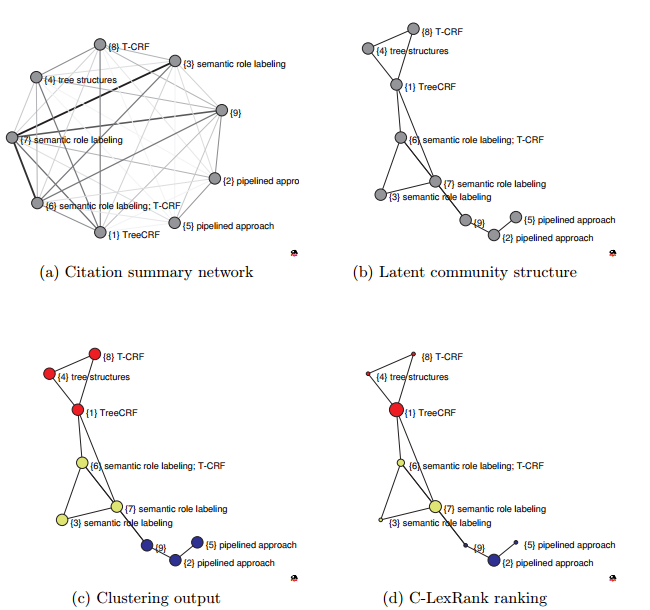 {8} T-CRF
{3} semantic role labeling
{4} tree structures
{9}
{7} semantic role labeling
{2} pipelined appro
{6} semantic role labeling; T-CRF
{5} pipelined approach
{1} TreeCRF
(a) Citation summary network
{8} T-CRF
{4} tree structures
{1} TreeCRF
{6} semantic role labeling; T-CRF
{7} semantic role labeling
{3} semantic role labeling
{9}
{5} pipelined approach
{2} pipelined approach
(b) Latent community structure
{8} T-CRF
{4} tree structures
{1} TreeCRF
{6} semantic role labeling; T-CRF
{7} semantic role labeling
{3} semantic role labeling
{9}
{5} pipelined approach
{2} pipelined approach
(c) Clustering output
{8} T-CRF
{4} tree structures
{1} TreeCRF
{6} semantic role labeling; T-CRF
{7} semantic role labeling
{3} semantic role labeling
{9}
{5} pipelined approach
{2} pipelined approach
(d) C-LexRank ranking